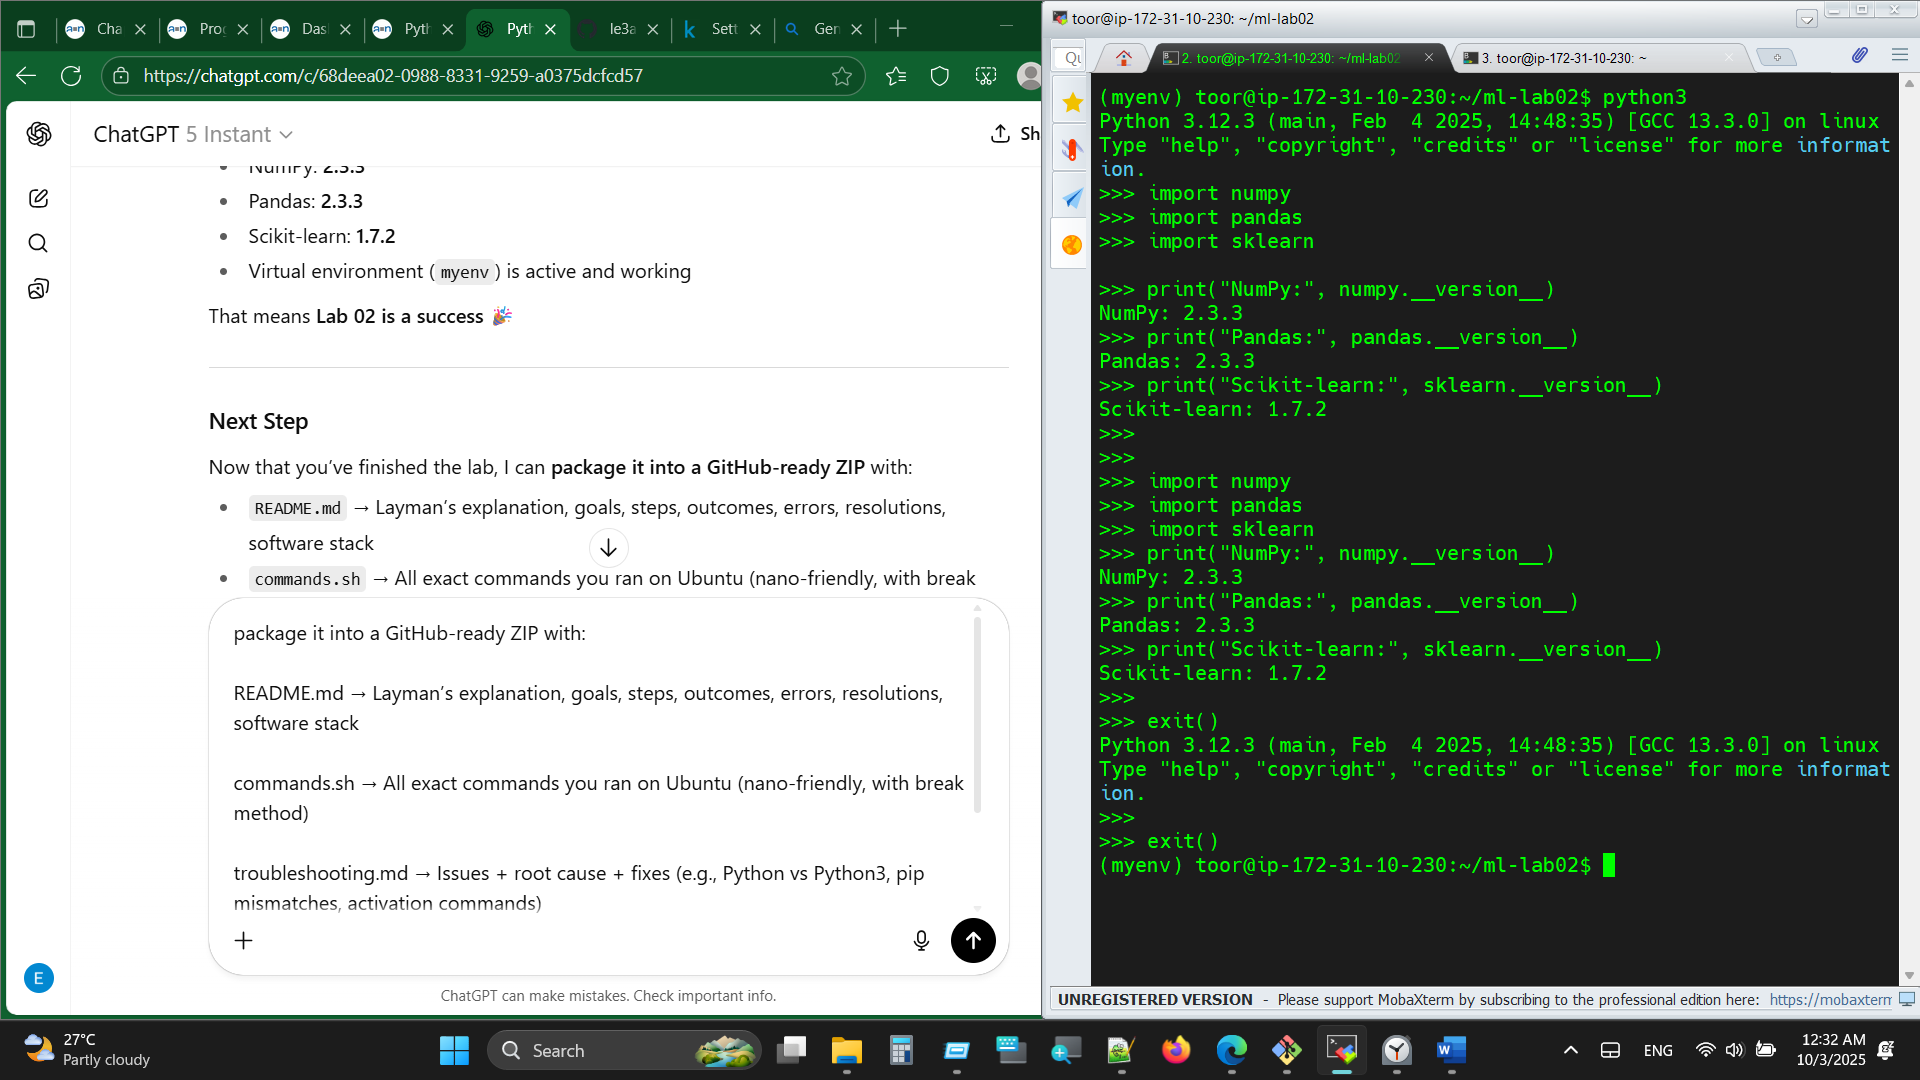 Cha
Prog
Das
Pyth
Pyth
le3a
Sett
Gen
https://chatgpt.com/c/68deea02-0988-8331-9259-a0375dcfcd57
ChatGPT 5 Instant
Sh
NumPy: 2.3.3
Pandas: 2.3.3
Scikit-learn: 1.7.2
Virtual environment (myenv) is active and working
That means Lab 02 is a success 🎉
Next Step
Now that you’ve finished the lab, I can package it into a GitHub-ready ZIP with:
README.md → Layman’s explanation, goals, steps, outcomes, errors, resolutions,
software stack
commands.sh → All exact commands you ran on Ubuntu (nano-friendly, with break
package it into a GitHub-ready ZIP with:
README.md → Layman’s explanation, goals, steps, outcomes, errors, resolutions,
software stack
commands.sh → All exact commands you ran on Ubuntu (nano-friendly, with break
method)
troubleshooting.md → Issues + root cause + fixes (e.g., Python vs Python3, pip
mismatches, activation commands)
E
ChatGPT can make mistakes. Check important info.
toor@ip-172-31-10-230: ~/ml-lab02
Qu
2. toor@ip-172-31-10-230: ~/ml-lab02
3. toor@ip-172-31-10-230: ~
(myenv) toor@ip-172-31-10-230:~/ml-lab02$ python3
Python 3.12.3 (main, Feb  4 2025, 14:48:35) [GCC 13.3.0] on linux
Type "help", "copyright", "credits" or "license" for more informat
ion.
>>> import numpy
>>> import pandas
>>> import sklearn
>>> print("NumPy:", numpy.__version__)
NumPy: 2.3.3
>>> print("Pandas:", pandas.__version__)
Pandas: 2.3.3
>>> print("Scikit-learn:", sklearn.__version__)
Scikit-learn: 1.7.2
>>>
>>>
>>> import numpy
>>> import pandas
>>> import sklearn
>>> print("NumPy:", numpy.__version__)
NumPy: 2.3.3
>>> print("Pandas:", pandas.__version__)
Pandas: 2.3.3
>>> print("Scikit-learn:", sklearn.__version__)
Scikit-learn: 1.7.2
>>>
>>> exit()
Python 3.12.3 (main, Feb  4 2025, 14:48:35) [GCC 13.3.0] on linux
Type "help", "copyright", "credits" or "license" for more informat
ion.
>>>
>>> exit()
(myenv) toor@ip-172-31-10-230:~/ml-lab02$
UNREGISTERED VERSION - Please support MobaXterm by subscribing to the professional edition here: https://mobaxterm
27°C
Partly cloudy
Search
ENG
12:32 AM
10/3/2025